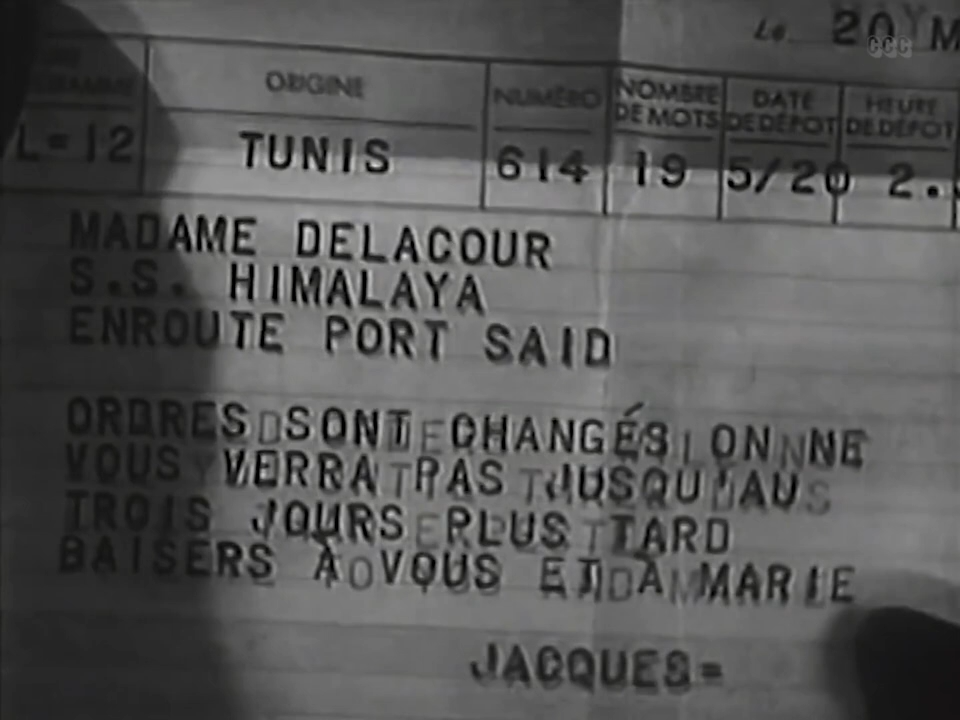 Le 20 M
CCC
ORIGINE NUMÉRO NOMBRE DE MOTS DATE DE DÉPOT HEURE DE DÉPOT
L=12 TUNIS 614 19 5/20 2.
MADAME DELACOUR
S.S. HIMALAYA
ENROUTE PORT SAID
ORDRES SONT CHANGÉS ON NE
VOUS VERRA PAS JUSQU'AU
TROIS JOURS PLUS TARD
BAISERS À VOUS ET À MARIE
JACQUES=